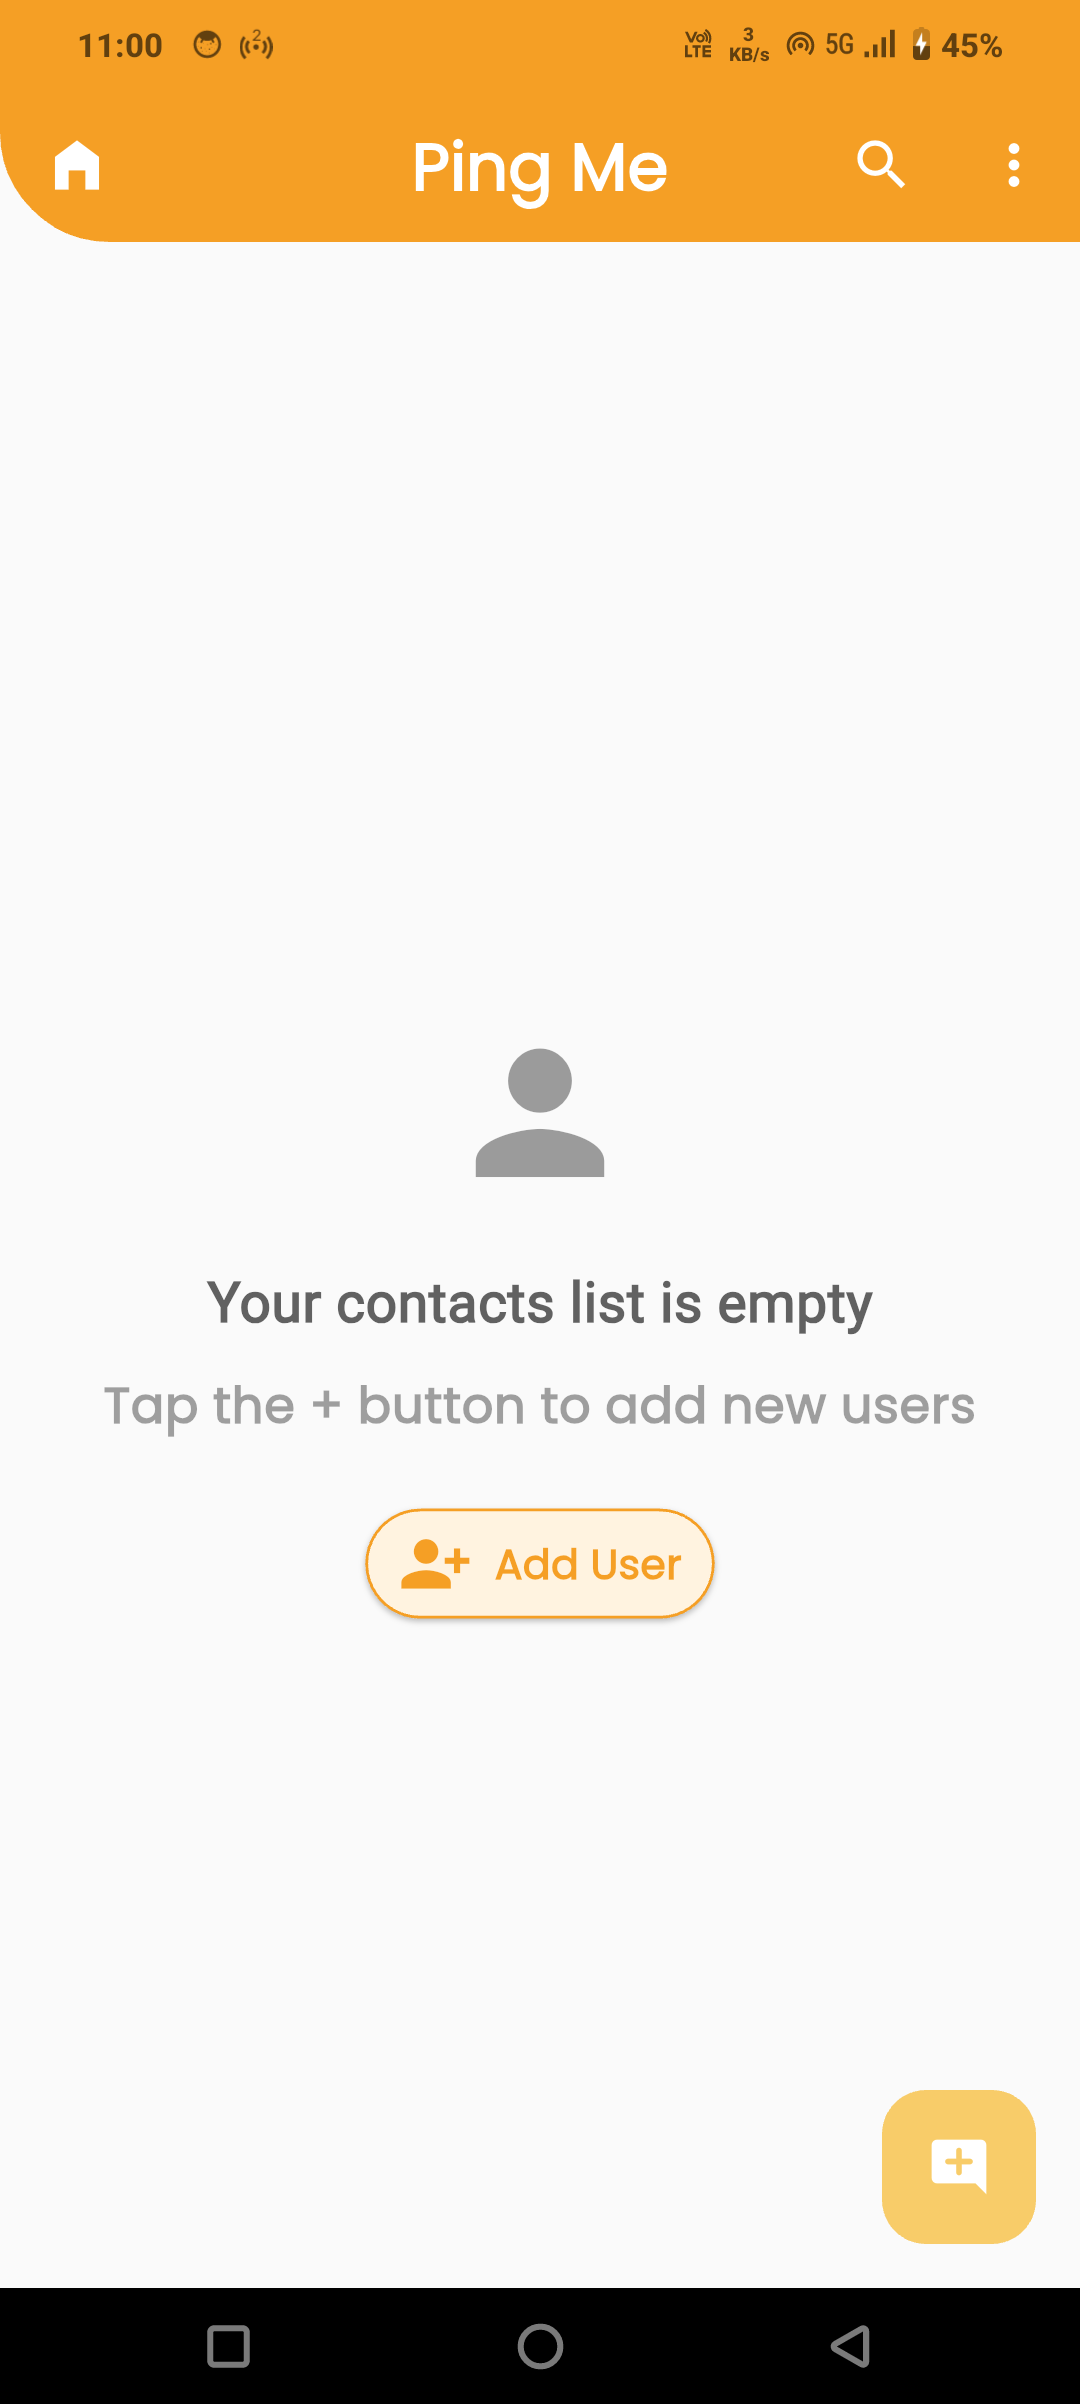 11:00 2 Vo) LTE 3 KB/s 5G 45%
Ping Me
Your contacts list is empty
Tap the + button to add new users
Add User